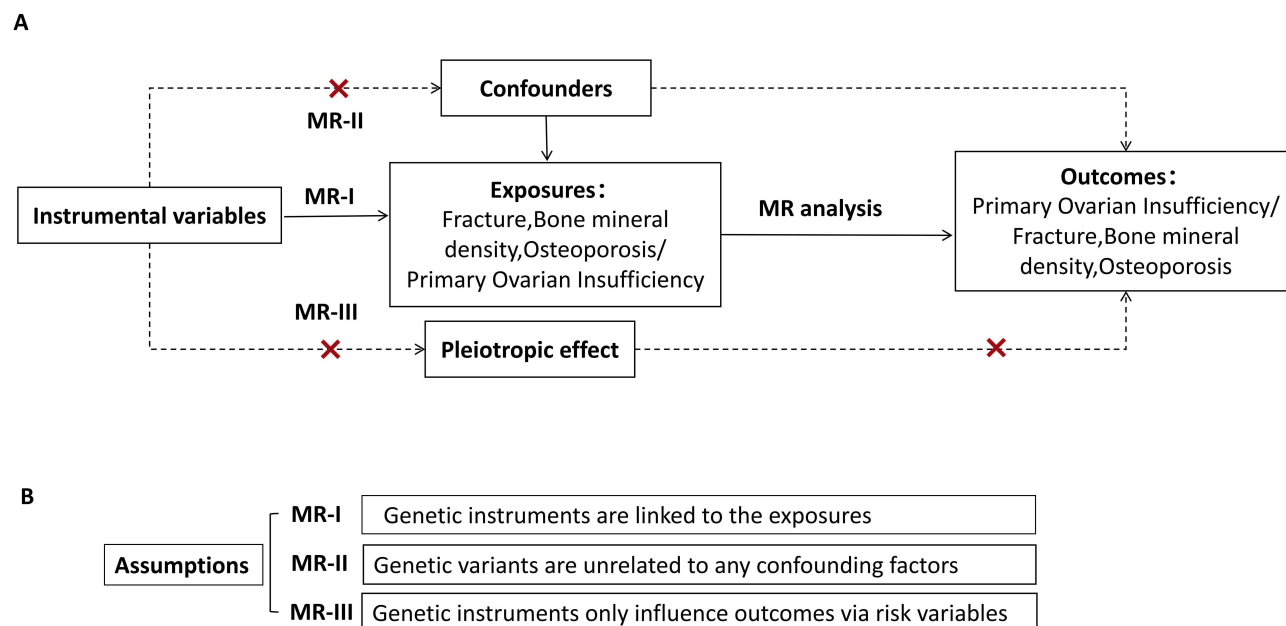 A
Confounders
MR-II
MR-I
Instrumental variables
Exposures：
Fracture,Bone mineral
density,Osteoporosis/
Primary Ovarian Insufficiency
MR analysis
Outcomes：
Primary Ovarian Insufficiency/
Fracture,Bone mineral
density,Osteoporosis
MR-III
Pleiotropic effect
B
Assumptions
MR-I Genetic instruments are linked to the exposures
MR-II Genetic variants are unrelated to any confounding factors
MR-III Genetic instruments only influence outcomes via risk variables